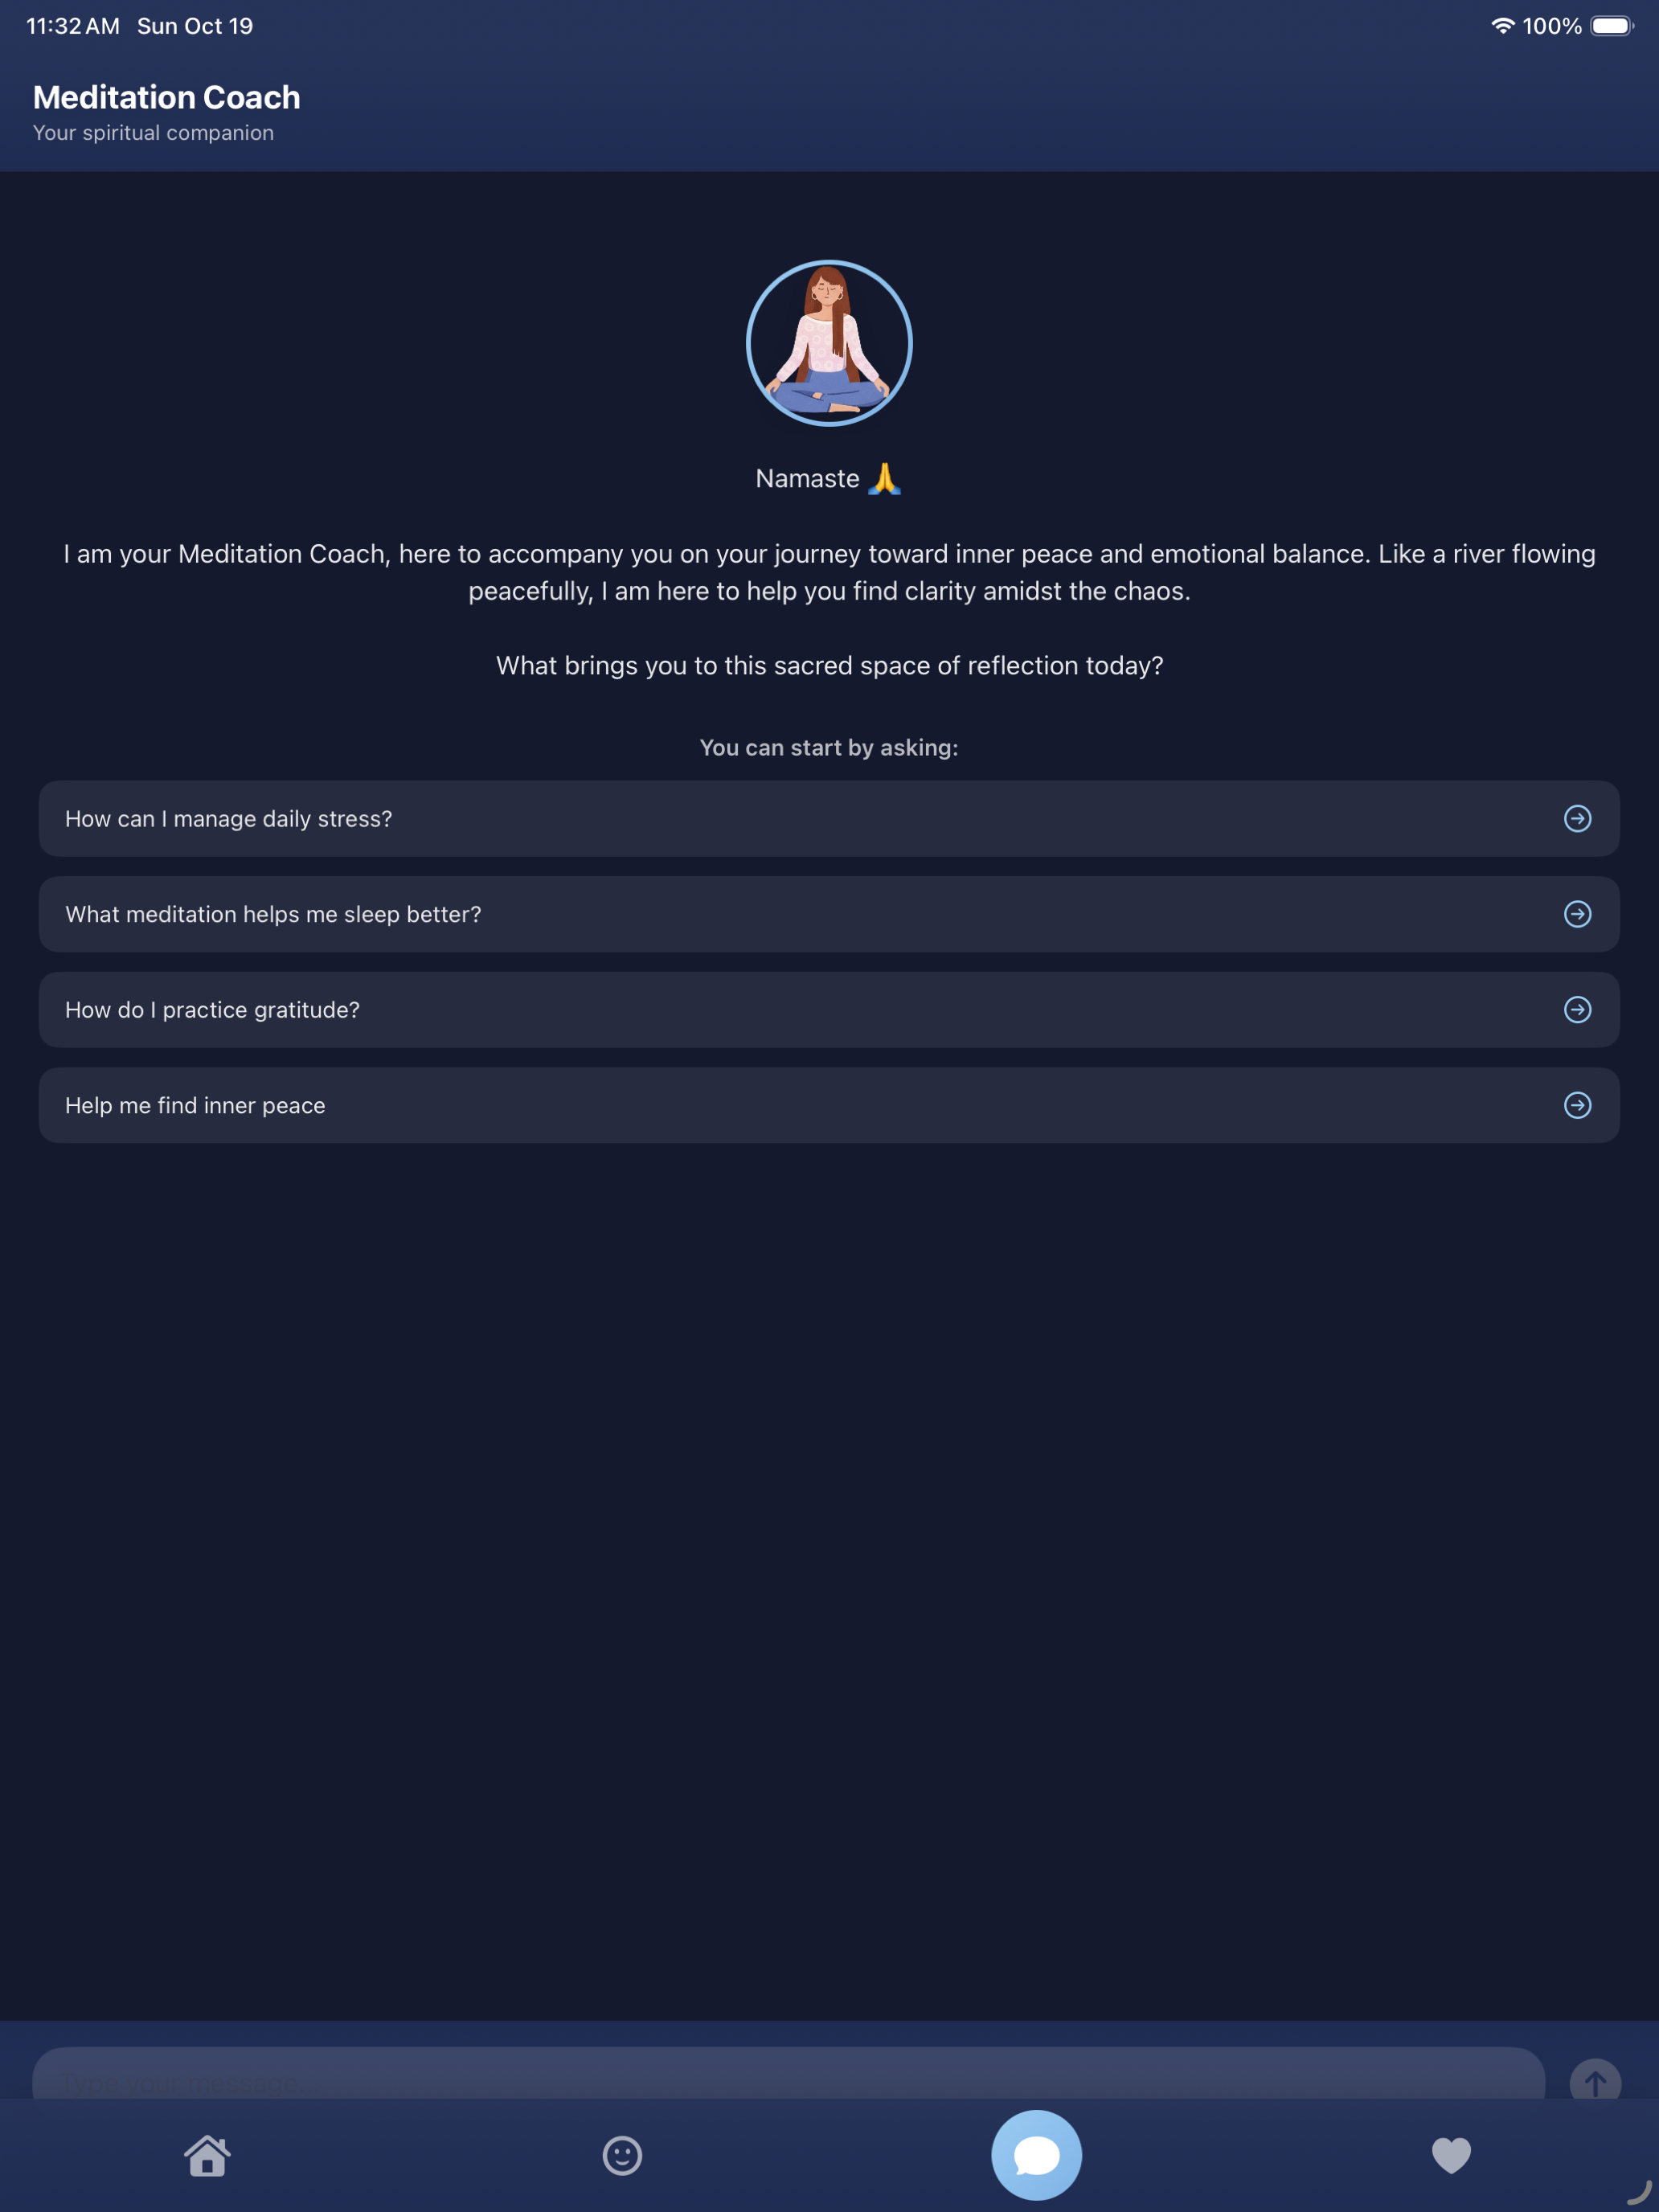 11:32 AM Sun Oct 19
100%
Meditation Coach
Your spiritual companion
Namaste 🙏
I am your Meditation Coach, here to accompany you on your journey toward inner peace and emotional balance. Like a river flowing
peacefully, I am here to help you find clarity amidst the chaos.
What brings you to this sacred space of reflection today?
You can start by asking:
How can I manage daily stress?
What meditation helps me sleep better?
How do I practice gratitude?
Help me find inner peace
Type your message...